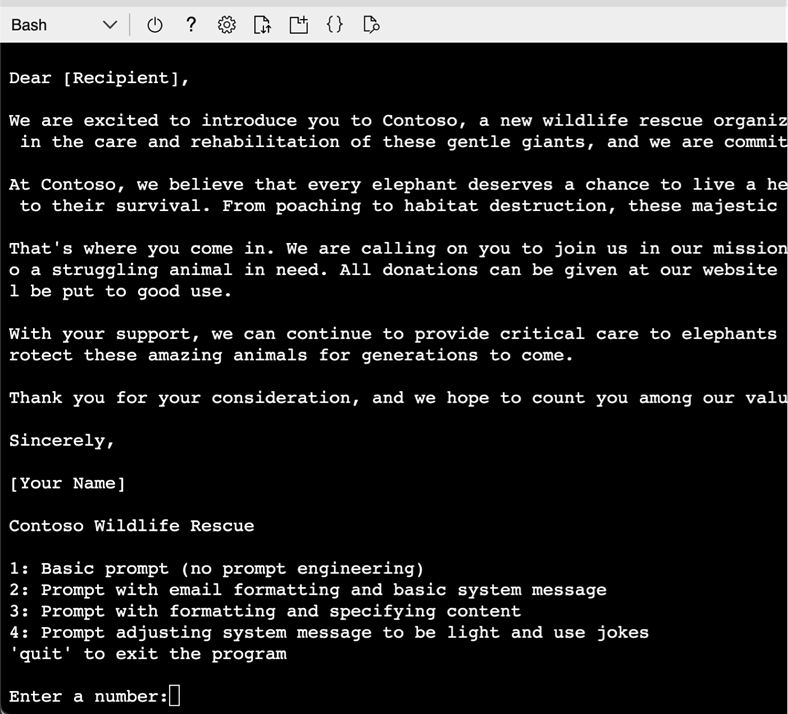 Bash
Dear [Recipient],
We are excited to introduce you to Contoso, a new wildlife rescue organiz
in the care and rehabilitation of these gentle giants, and we are commit
At Contoso, we believe that every elephant deserves a chance to live a he
to their survival. From poaching to habitat destruction, these majestic
That's where you come in. We are calling on you to join us in our mission
o a struggling animal in need. All donations can be given at our website
l be put to good use.
With your support, we can continue to provide critical care to elephants
rotect these amazing animals for generations to come.
Thank you for your consideration, and we hope to count you among our valu
Sincerely,
[Your Name]
Contoso Wildlife Rescue
1: Basic prompt (no prompt engineering)
2: Prompt with email formatting and basic system message
3: Prompt with formatting and specifying content
4: Prompt adjusting system message to be light and use jokes
'quit' to exit the program
Enter a number: